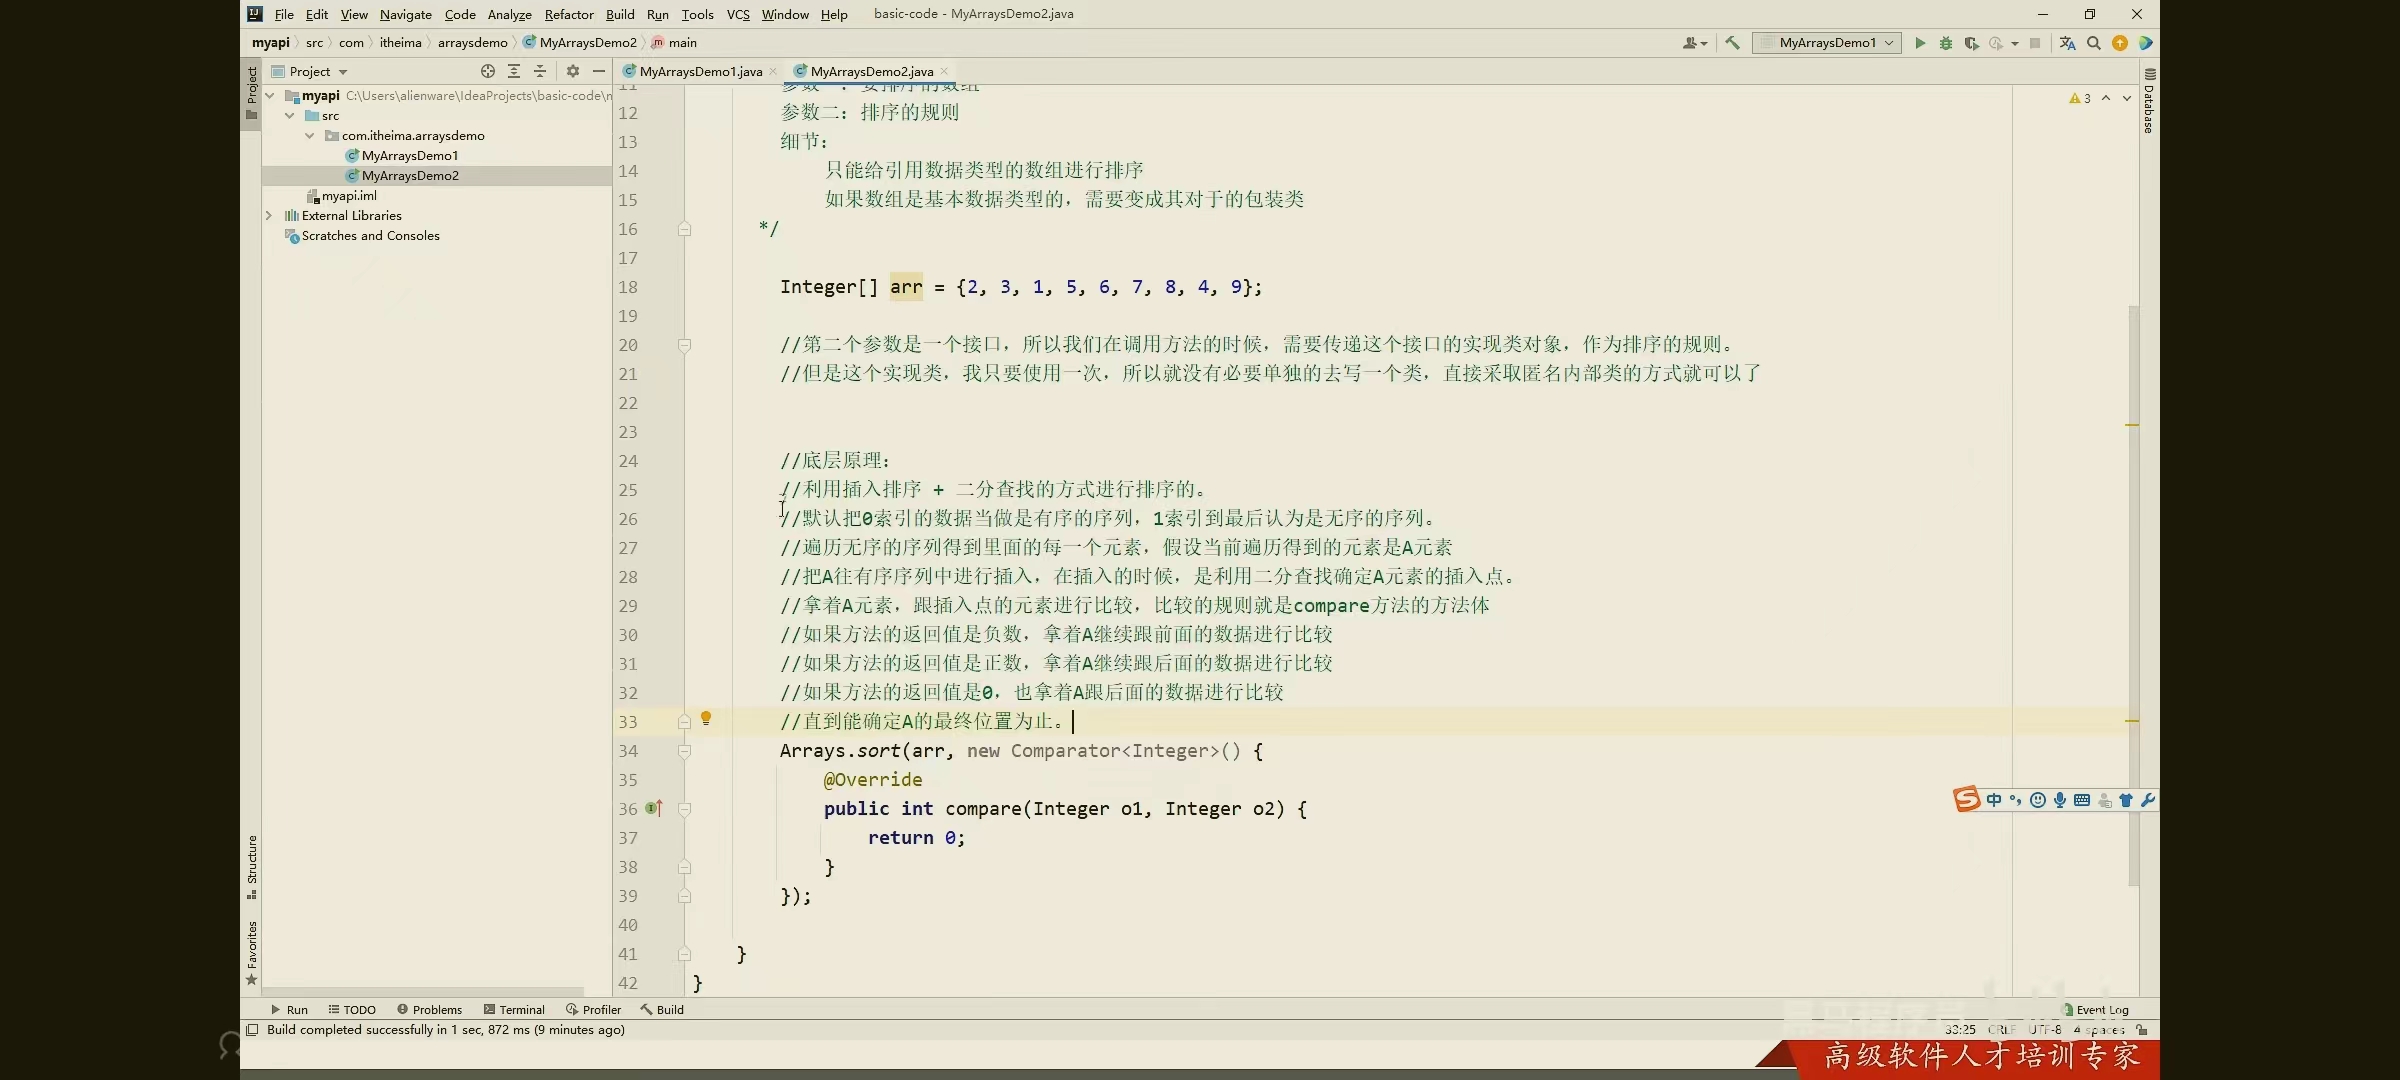 File Edit View Navigate Code Analyze Refactor Build Run Tools VCS Window Help basic-code - MyArraysDemo2.java
myapi src com itheima arraysdemo MyArraysDemo2 main MyArraysDemo1
Project MyArraysDemo1.java MyArraysDemo2.java
Project
myapi C:\Users\alienware\IdeaProjects\basic-code\m
src
com.itheima.arraysdemo
MyArraysDemo1
MyArraysDemo2
myapi.iml
External Libraries
Scratches and Consoles
3
Database
11 参数一：要排序的数组
12 参数二：排序的规则
13 细节：
14 只能给引用数据类型的数组进行排序
15 如果数组是基本数据类型的，需要变成其对于的包装类
16 */
17
18 Integer[] arr = {2, 3, 1, 5, 6, 7, 8, 4, 9};
19
20 //第二个参数是一个接口，所以我们在调用方法的时候，需要传递这个接口的实现类对象，作为排序的规则。
21 //但是这个实现类，我只要使用一次，所以就没有必要单独的去写一个类，直接采取匿名内部类的方式就可以了
22
23
24 //底层原理：
25 //利用插入排序 + 二分查找的方式进行排序的。
26 //默认把0索引的数据当做是有序的序列，1索引到最后认为是无序的序列。
27 //遍历无序的序列得到里面的每一个元素，假设当前遍历得到的元素是A元素
28 //把A往有序序列中进行插入，在插入的时候，是利用二分查找确定A元素的插入点。
29 //拿着A元素，跟插入点的元素进行比较，比较的规则就是compare方法的方法体
30 //如果方法的返回值是负数，拿着A继续跟前面的数据进行比较
31 //如果方法的返回值是正数，拿着A继续跟后面的数据进行比较
32 //如果方法的返回值是0，也拿着A跟后面的数据进行比较
33 //直到能确定A的最终位置为止。
34 Arrays.sort(arr, new Comparator<Integer>() {
35 @Override
36 public int compare(Integer o1, Integer o2) {
37 return 0;
38 }
39 });
40
41 }
42 }
中
Structure
Favorites
Run TODO Problems Terminal Profiler Build Event Log
Build completed successfully in 1 sec, 872 ms (9 minutes ago) 33:25 CRLF UTF-8 4 spaces
高级软件人才培训专家